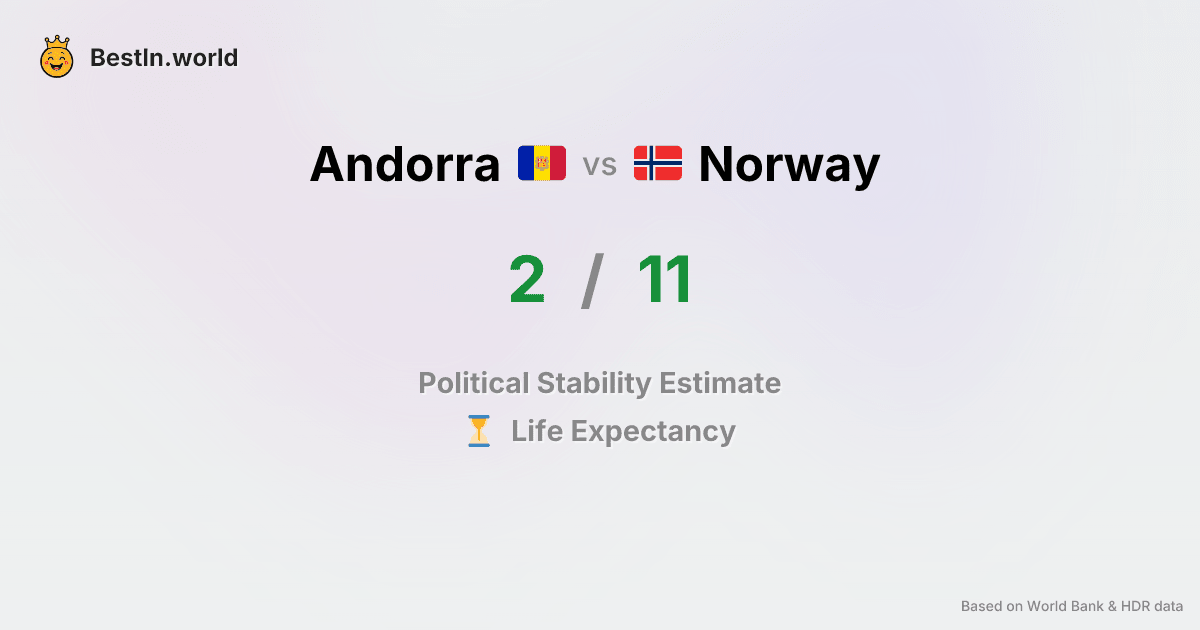 BestIn.world
Andorra vs Norway
2 / 11
Political Stability Estimate
Life Expectancy
Based on World Bank & HDR data